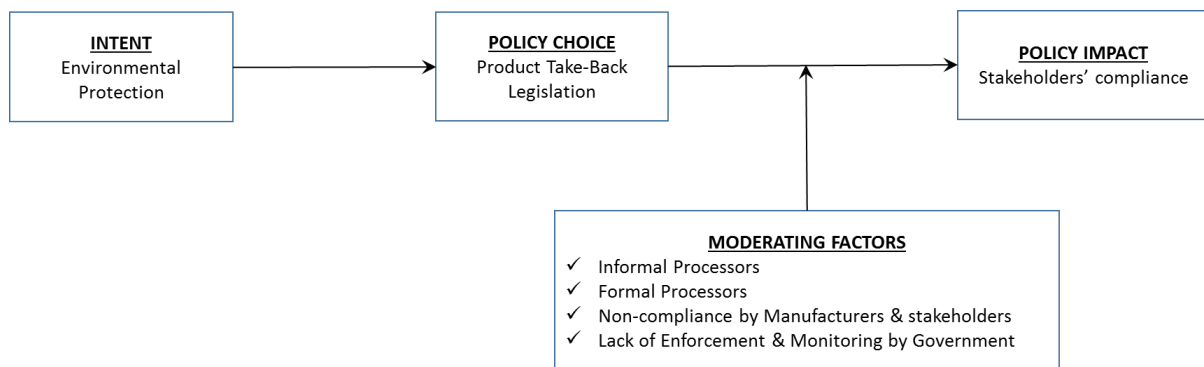 INTENT
Environmental
Protection
POLICY CHOICE
Product Take-Back
Legislation
POLICY IMPACT
Stakeholders’ compliance
MODERATING FACTORS
✓ Informal Processors
✓ Formal Processors
✓ Non-compliance by Manufacturers & stakeholders
✓ Lack of Enforcement & Monitoring by Government